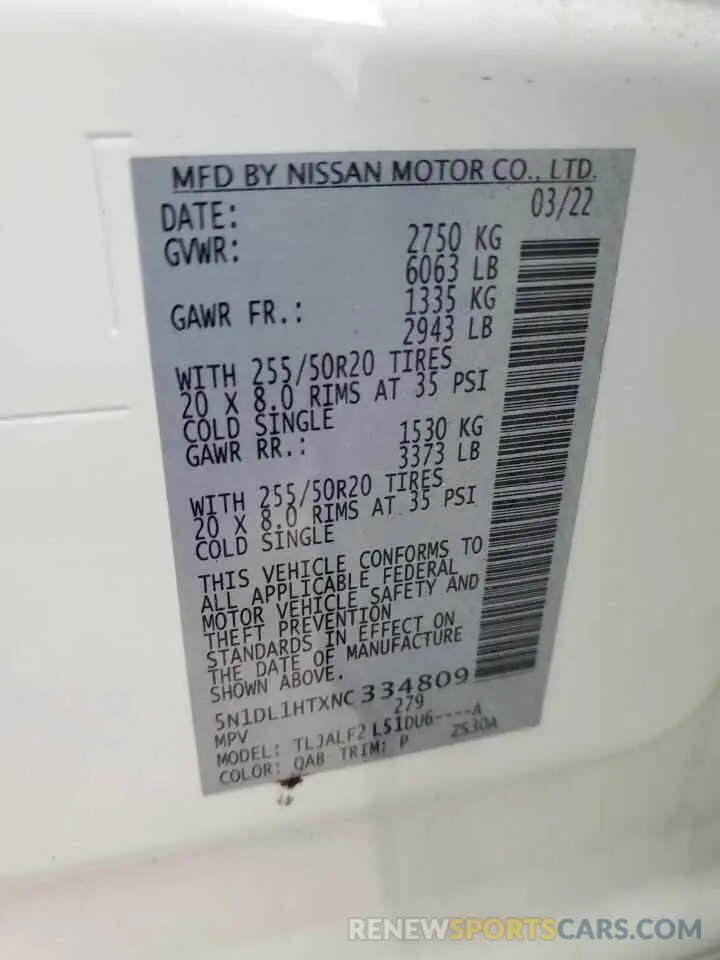 MFD BY NISSAN MOTOR CO., LTD.
DATE: 03/22
GVWR: 2750 KG
6063 LB
GAWR FR.: 1335 KG
2943 LB
WITH 255/50R20 TIRES
20 X 8.0 RIMS AT 35 PSI
COLD SINGLE
GAWR RR.: 1530 KG
3373 LB
WITH 255/50R20 TIRES
20 X 8.0 RIMS AT 35 PSI
COLD SINGLE
THIS VEHICLE CONFORMS TO
ALL APPLICABLE FEDERAL
MOTOR VEHICLE SAFETY AND
THEFT PREVENTION
STANDARDS IN EFFECT ON
THE DATE OF MANUFACTURE
SHOWN ABOVE.
5N1DL1HTXNC334809
MPV 279
MODEL: TLJALF2 L51DU6----A
COLOR: QAB TRIM: P ZS30A
RENEWSPORTSCARS.COM